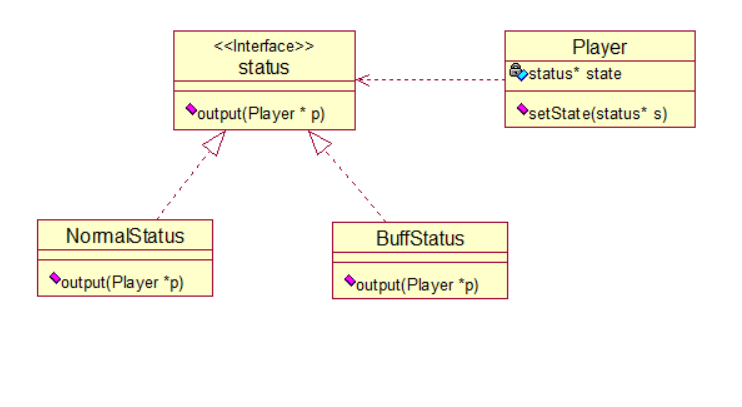 <<Interface>>
status
output(Player * p)
Player
status* state
setState(status* s)
NormalStatus
output(Player *p)
BuffStatus
output(Player *p)